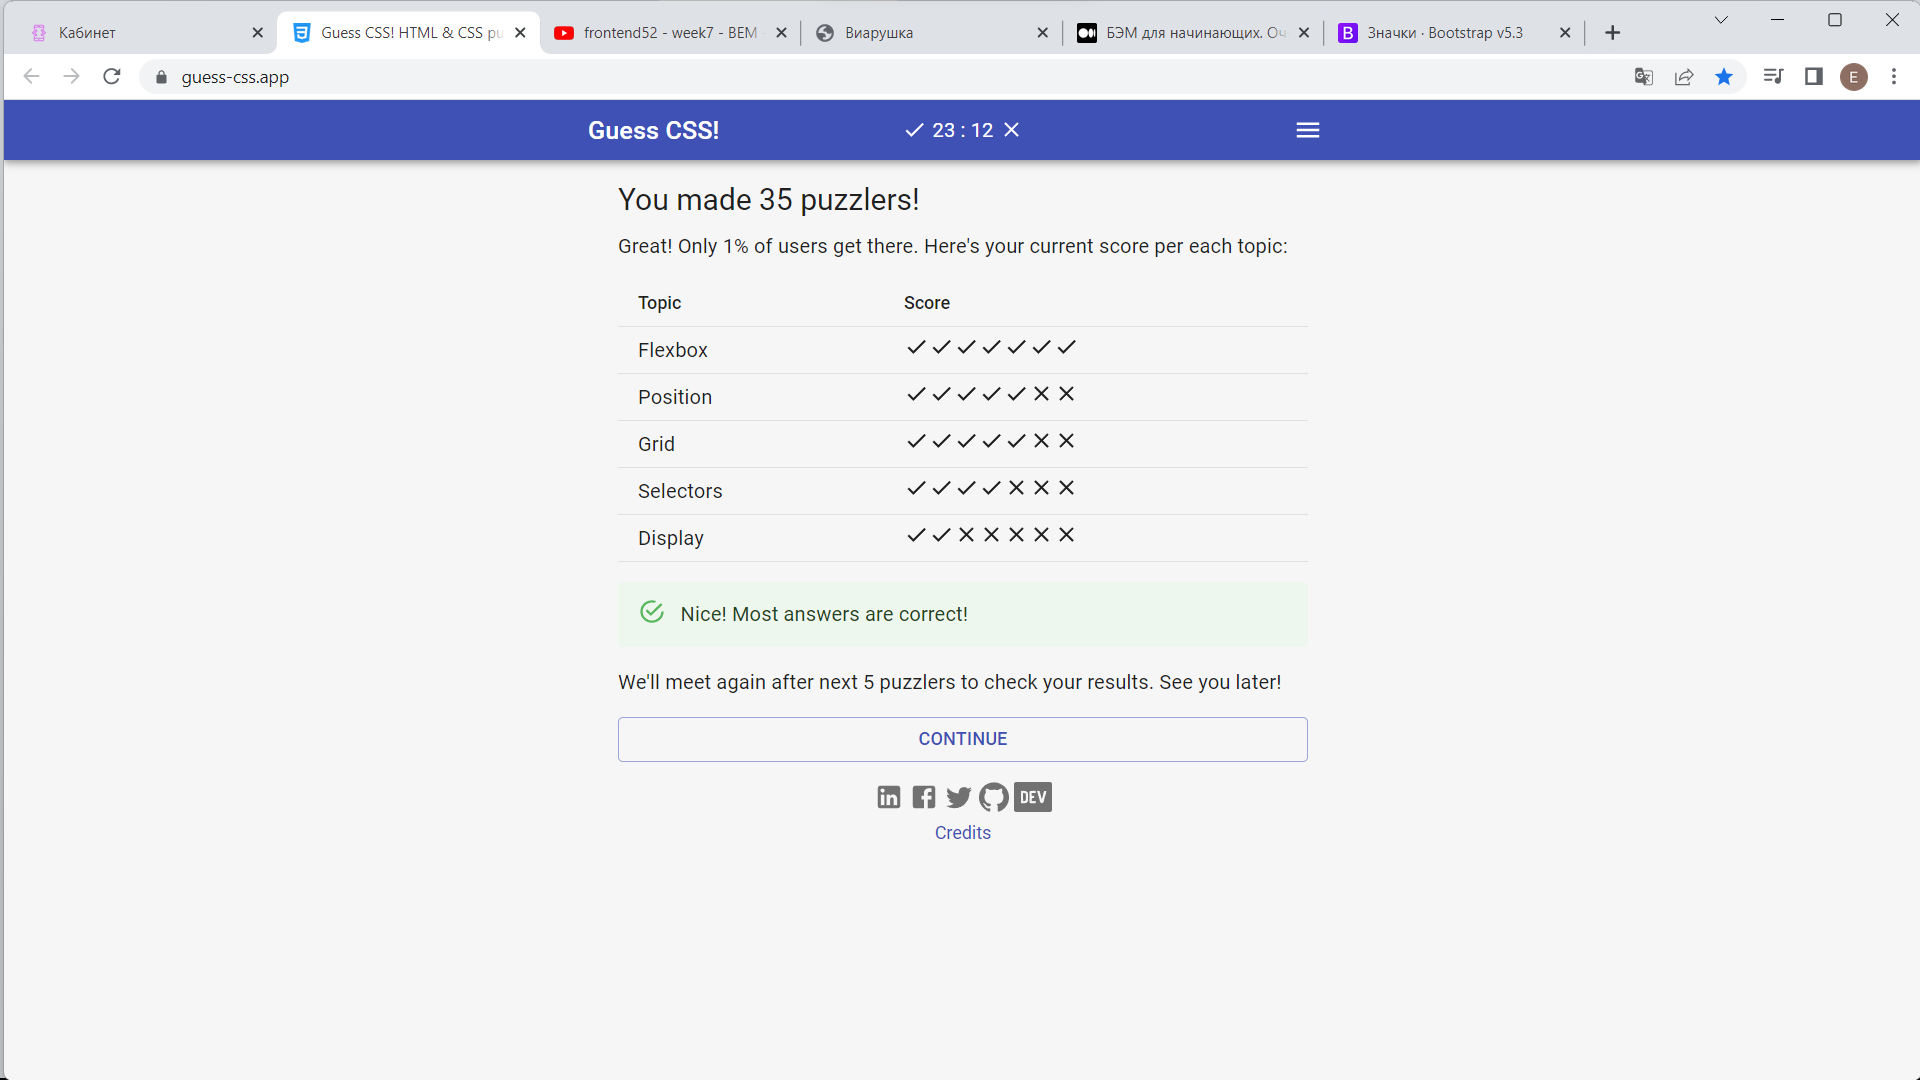 Кабинет
Guess CSS! HTML & CSS pu
frontend52 - week7 - BEM
Виарушка
БЭМ для начинающих. Оч
Значки · Bootstrap v5.3
guess-css.app
E
Guess CSS!
23 : 12
You made 35 puzzlers!
Great! Only 1% of users get there. Here's your current score per each topic:
Topic Score
Flexbox
Position
Grid
Selectors
Display
Nice! Most answers are correct!
We'll meet again after next 5 puzzlers to check your results. See you later!
CONTINUE
DEV
Credits